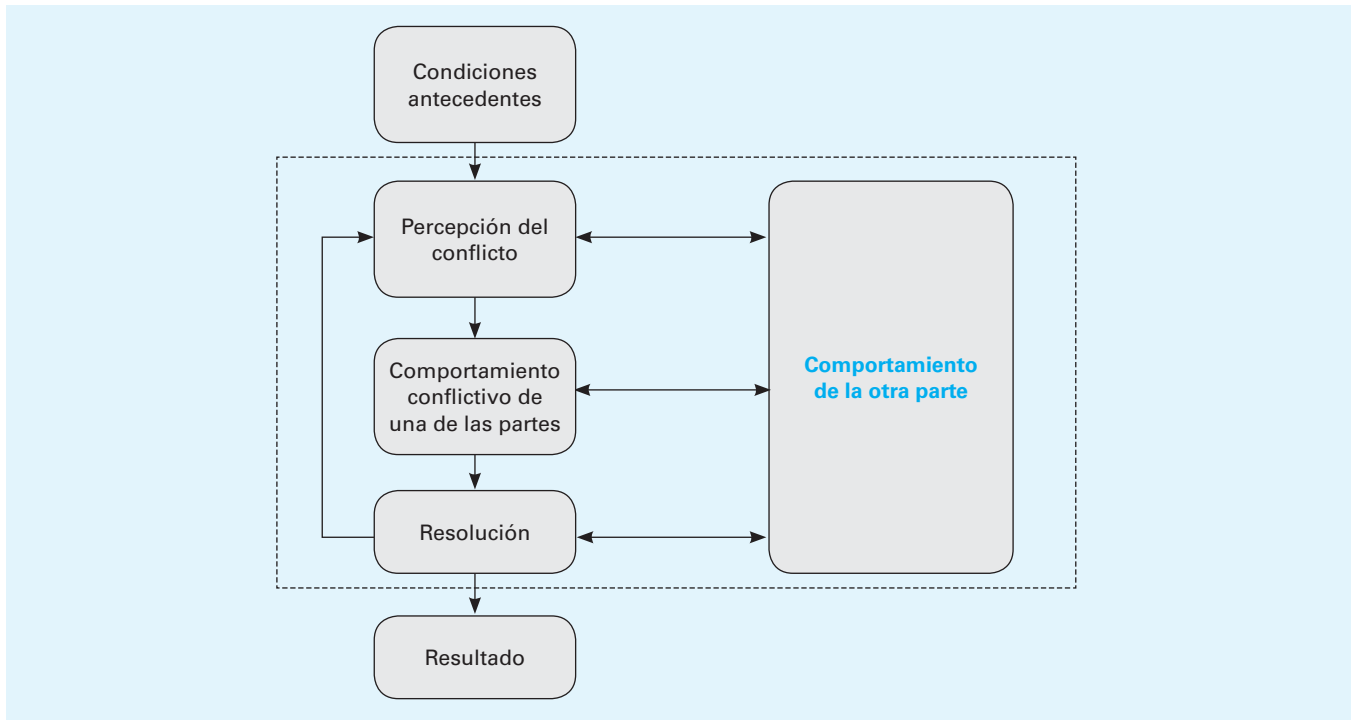 Condiciones
antecedentes
Percepción del
conflicto
Comportamiento
conflictivo de
una de las partes
Comportamiento
de la otra parte
Resolución
Resultado